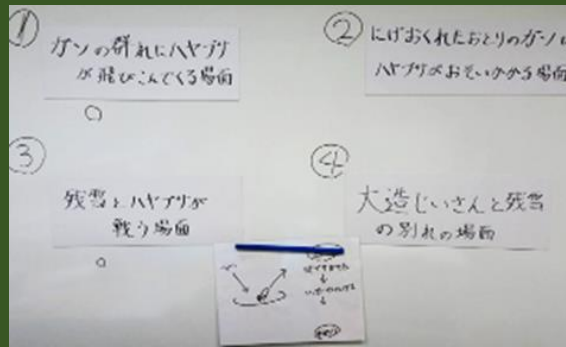 ①
ガンの群れにハヤブサ
が飛びこんでくる場面
②
にげおくれたおとりのガンに
ハヤブサがおそいかかる場面
③
残雪とハヤブサが
戦う場面
④
大造じいさんと残雪
の別れの場面